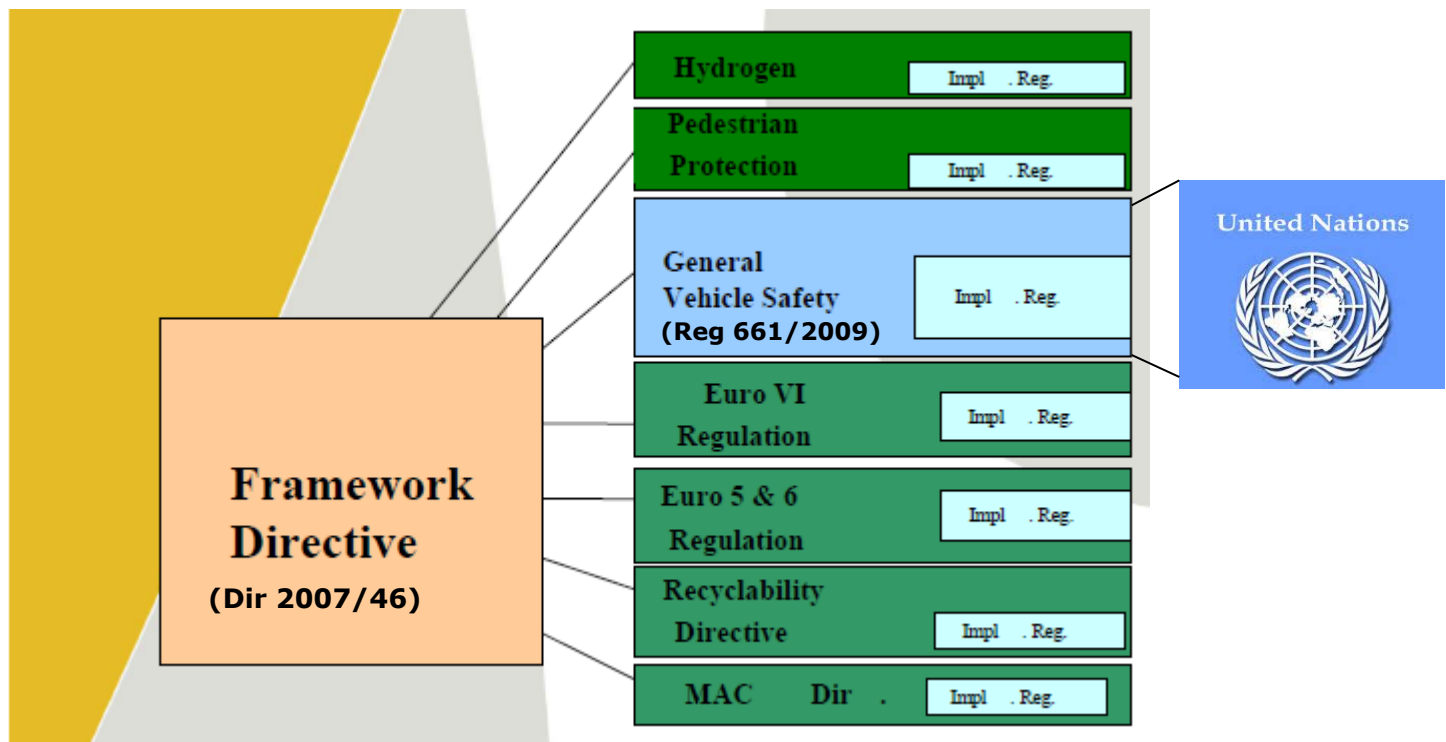 Hydrogen
Impl . Reg.
Pedestrian
Protection
Impl . Reg.
General
Vehicle Safety
(Reg 661/2009)
Impl . Reg.
United Nations
Euro VI
Regulation
Impl . Reg.
Euro 5 & 6
Regulation
Impl . Reg.
Recyclability
Directive
Impl . Reg.
MAC Dir .
Impl . Reg.
Framework
Directive
(Dir 2007/46)